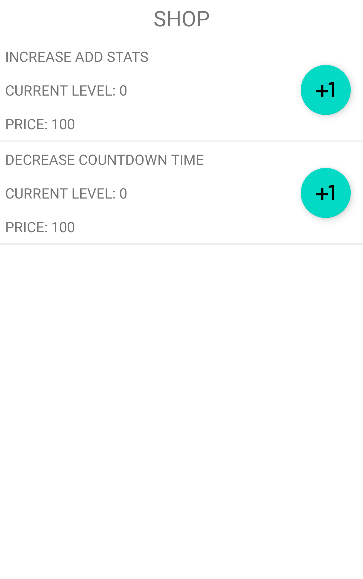 SHOP
INCREASE ADD STATS
CURRENT LEVEL: 0
+1
PRICE: 100
DECREASE COUNTDOWN TIME
CURRENT LEVEL: 0
+1
PRICE: 100